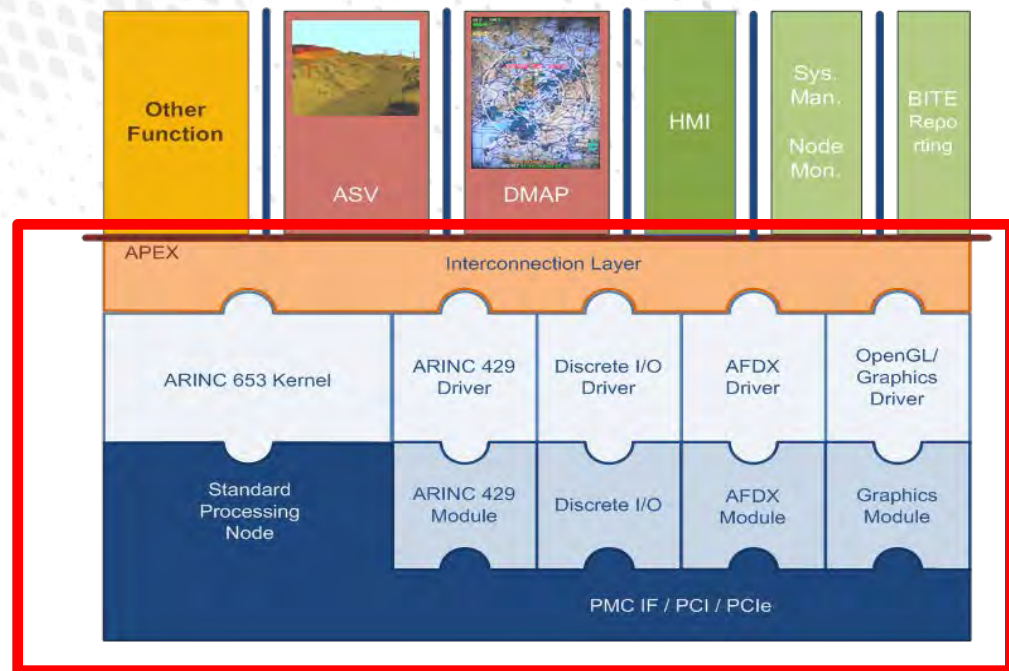 Other
Function
ASV
DMAP
HMI
Sys.
Man.
Node
Mon.
BITE
Repo
rting
APEX
Interconnection Layer
ARINC 653 Kernel
ARINC 429
Driver
Discrete I/O
Driver
AFDX
Driver
OpenGL/
Graphics
Driver
Standard
Processing
Node
ARINC 429
Module
Discrete I/O
AFDX
Module
Graphics
Module
PMC IF / PCI / PCIe